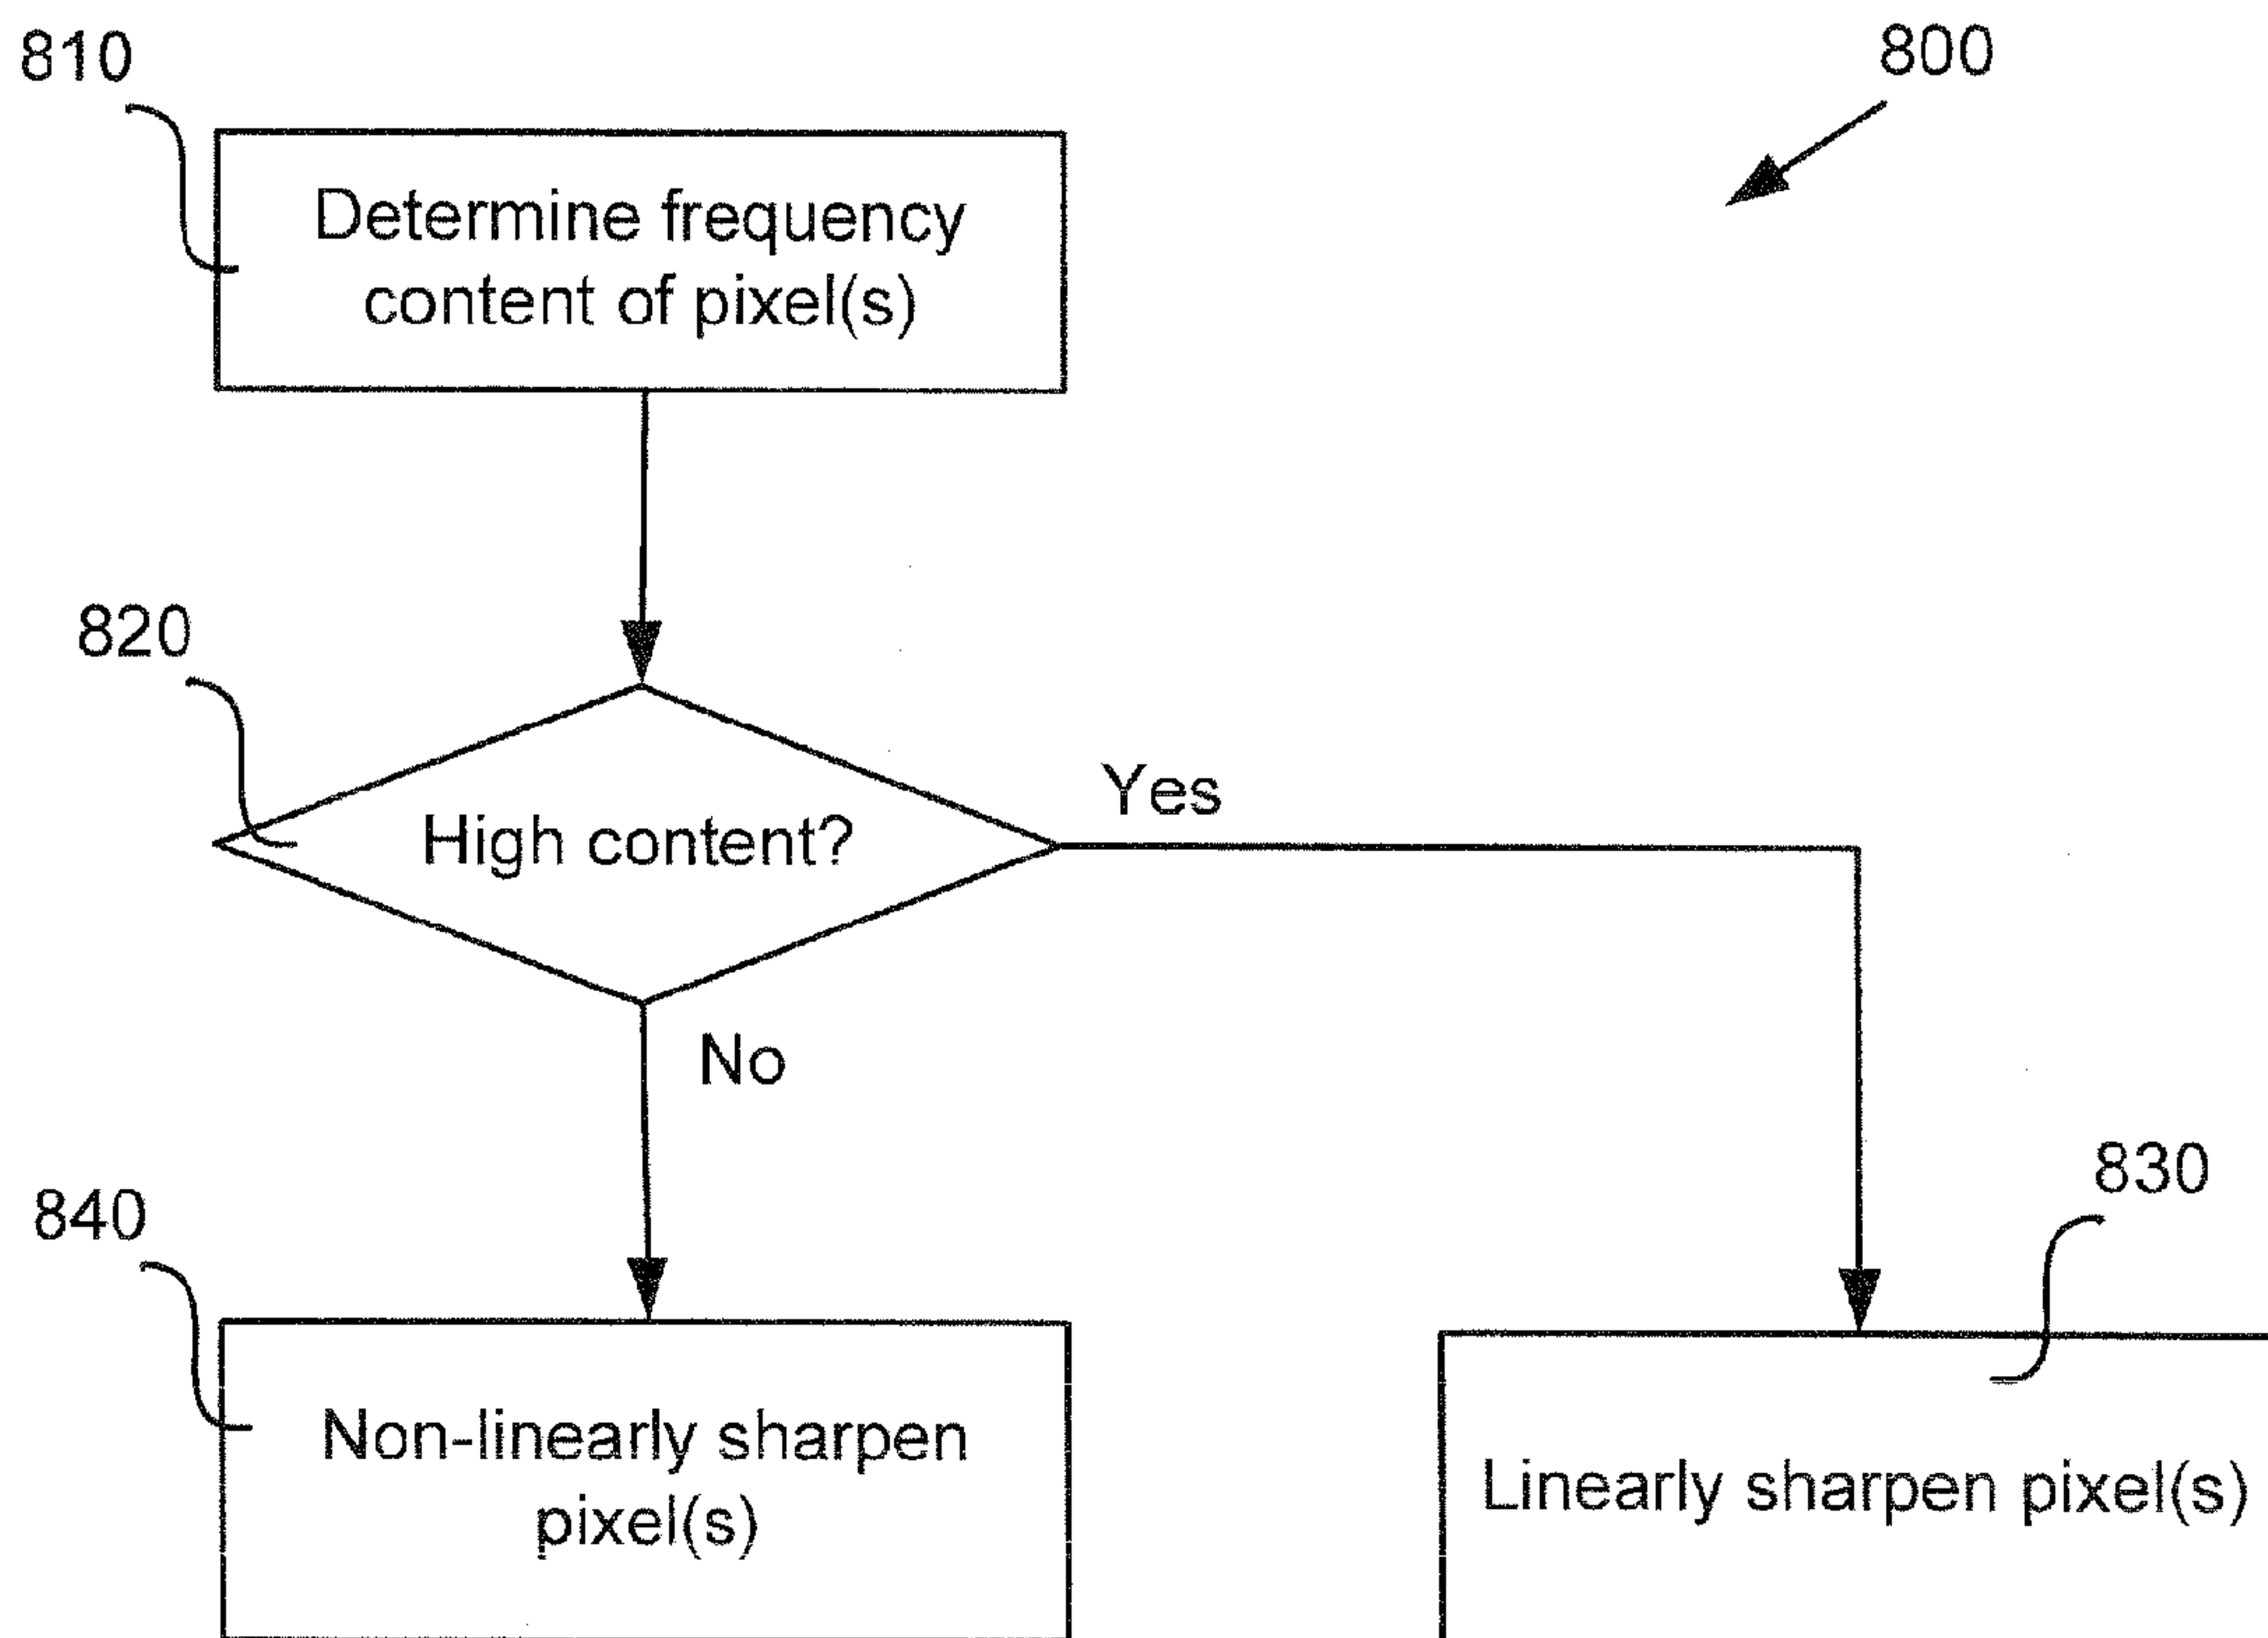 810
800
Determine frequency
content of pixel(s)
820
High content?
Yes
No
840
830
Non-linearly sharpen
pixel(s)
Linearly sharpen pixel(s)